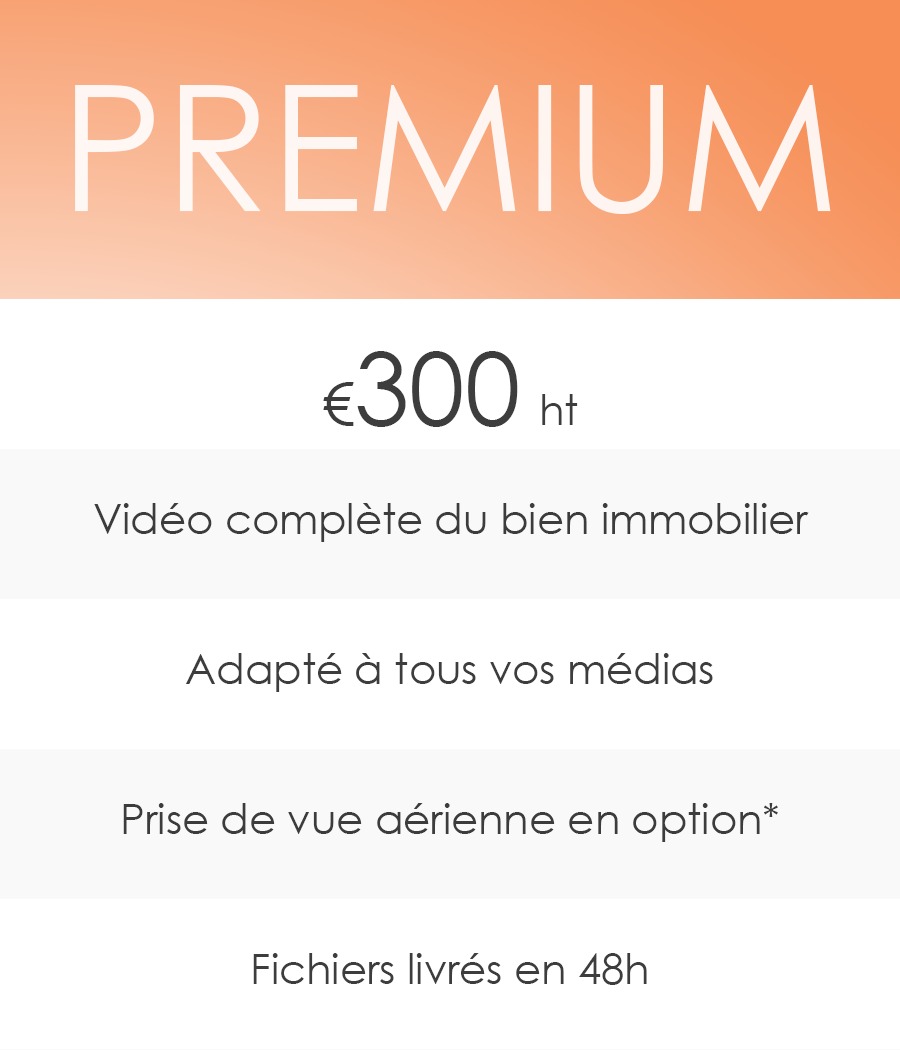 PREMIUM
€300 ht
Vidéo complète du bien immobilier
Adapté à tous vos médias
Prise de vue aérienne en option*
Fichiers livrés en 48h